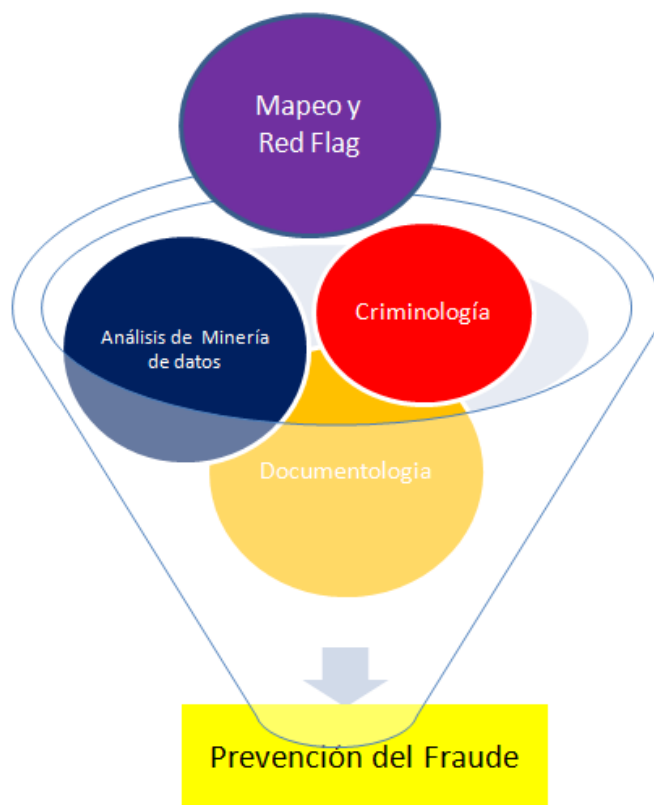 Mapeo y
Red Flag
Criminología
Análisis de Minería
de datos
Documentologia
Prevención del Fraude